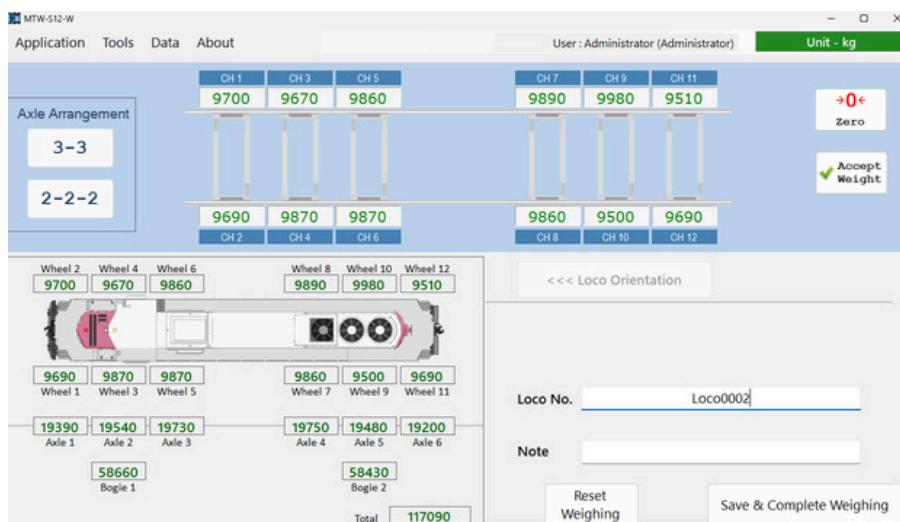 MTW-S12-W
Application Tools Data About User : Administrator (Administrator) Unit - kg
CH 1 CH 3 CH 5 CH 7 CH 9 CH 11
9700 9670 9860 9890 9980 9510
Axle Arrangement
3-3
2-2-2
→0←
Zero
Accept
Weight
9690 9870 9870 9860 9500 9690
CH 2 CH 4 CH 6 CH 8 CH 10 CH 12
Wheel 2 Wheel 4 Wheel 6 Wheel 8 Wheel 10 Wheel 12
9700 9670 9860 9890 9980 9510
9690 9870 9870 9860 9500 9690
Wheel 1 Wheel 3 Wheel 5 Wheel 7 Wheel 9 Wheel 11
19390 19540 19730 19750 19480 19200
Axle 1 Axle 2 Axle 3 Axle 4 Axle 5 Axle 6
58660 58430
Bogie 1 Bogie 2
Total 117090
<<< Loco Orientation
Loco No. Loco0002
Note
Reset
Weighing
Save & Complete Weighing